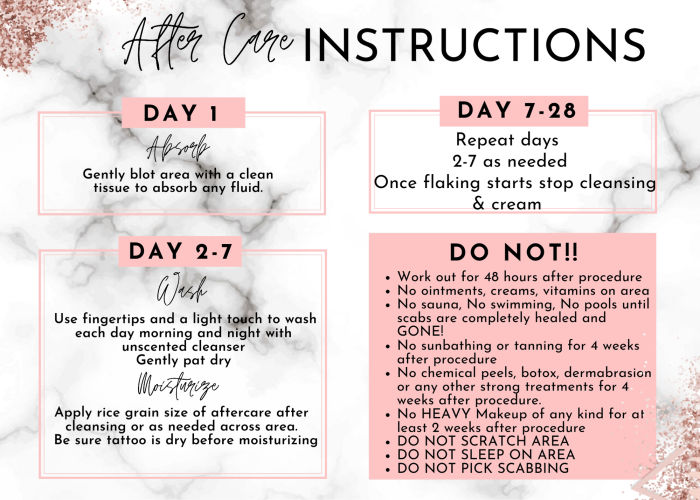 After Care INSTRUCTIONS
DAY 1
Absorb
Gently blot area with a clean
tissue to absorb any fluid.
DAY 2-7
Wash
Use fingertips and a light touch to wash
each day morning and night with
unscented cleanser
Gently pat dry
Moisturize
Apply rice grain size of aftercare after
cleansing or as needed across area.
Be sure tattoo is dry before moisturizing
DAY 7-28
Repeat days
2-7 as needed
Once flaking starts stop cleansing
& cream
DO NOT!!
• Work out for 48 hours after procedure
• No ointments, creams, vitamins on area
• No sauna, No swimming, No pools until
scabs are completely healed and
GONE!
• No sunbathing or tanning for 4 weeks
after procedure
• No chemical peels, botox, dermabrasion
or any other strong treatments for 4
weeks after procedure.
• No HEAVY Makeup of any kind for at
least 2 weeks after procedure
• DO NOT SCRATCH AREA
• DO NOT SLEEP ON AREA
• DO NOT PICK SCABBING